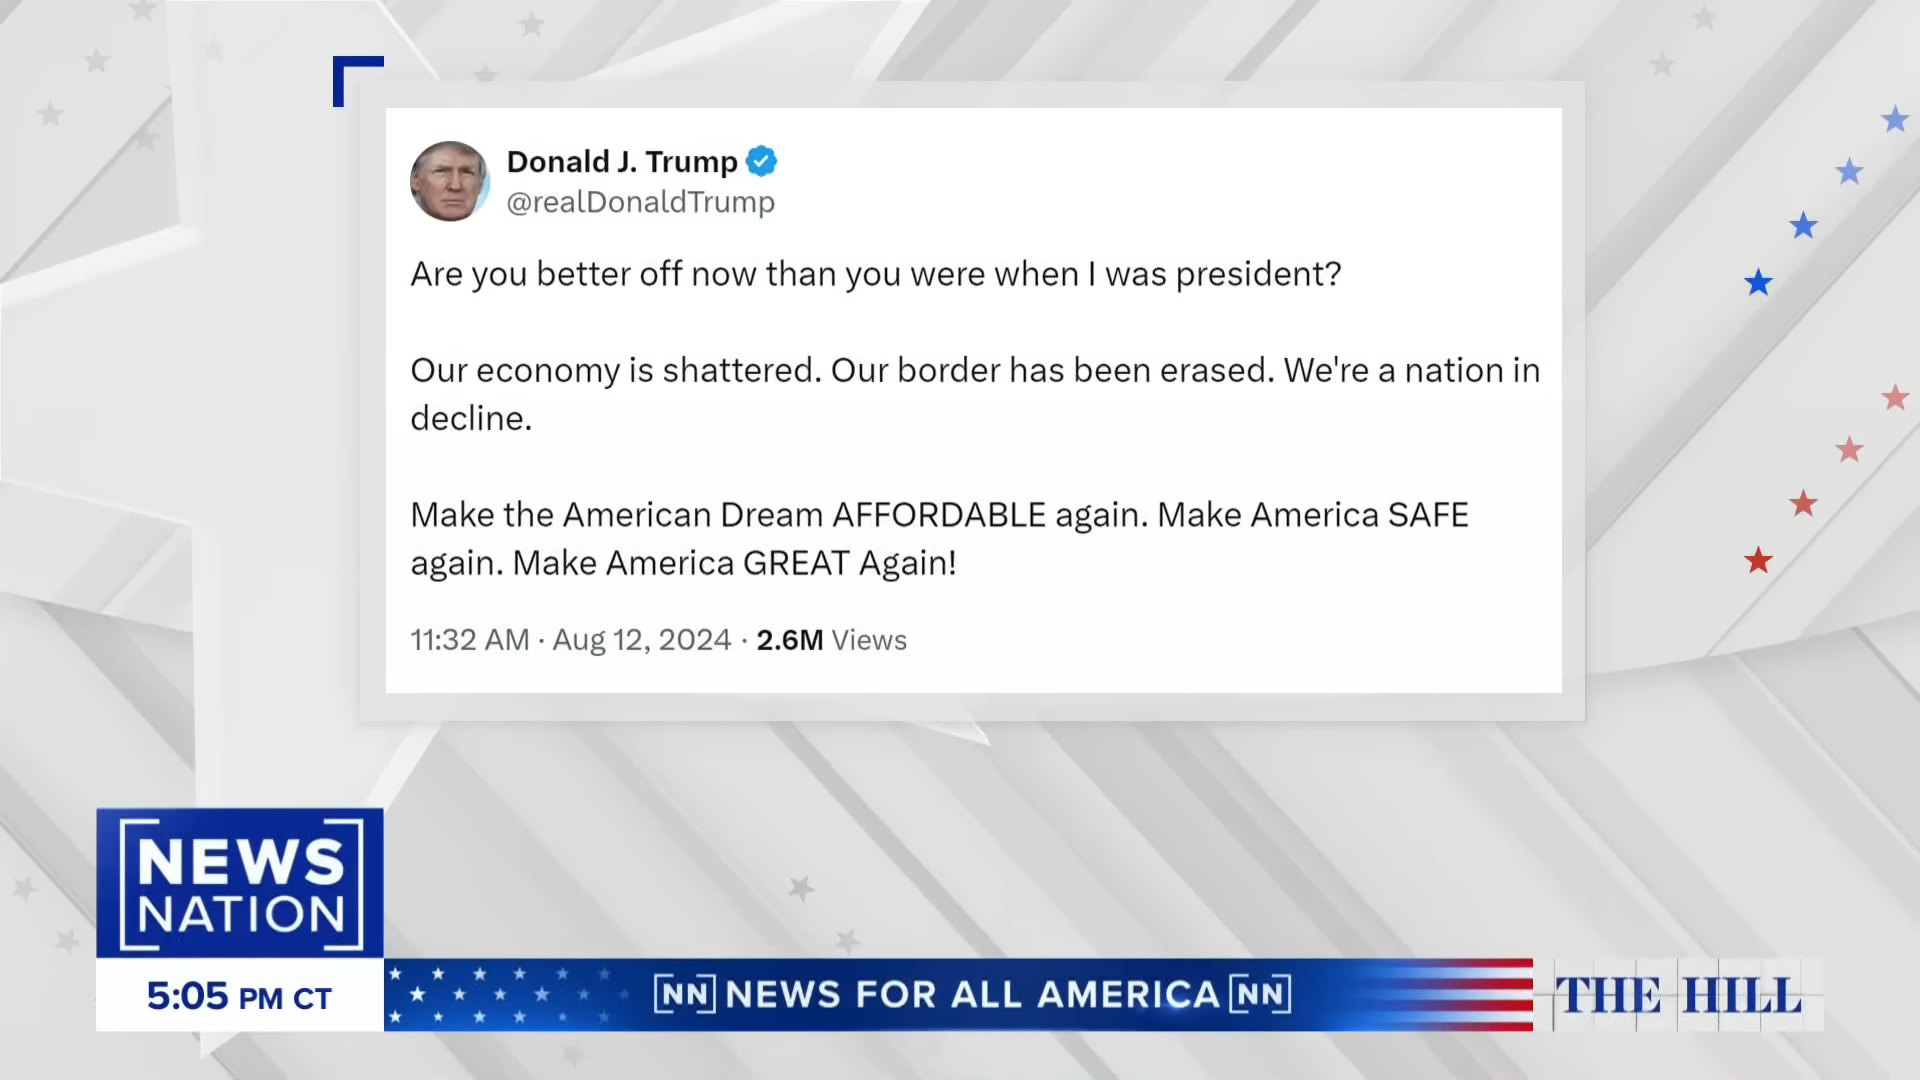 Donald J. Trump
@realDonaldTrump
Are you better off now than you were when I was president?
Our economy is shattered. Our border has been erased. We're a nation in
decline.
Make the American Dream AFFORDABLE again. Make America SAFE
again. Make America GREAT Again!
11:32 AM · Aug 12, 2024 · 2.6M Views
NEWS
NATION
5:05 PM CT
NN NEWS FOR ALL AMERICA NN
THE HILL